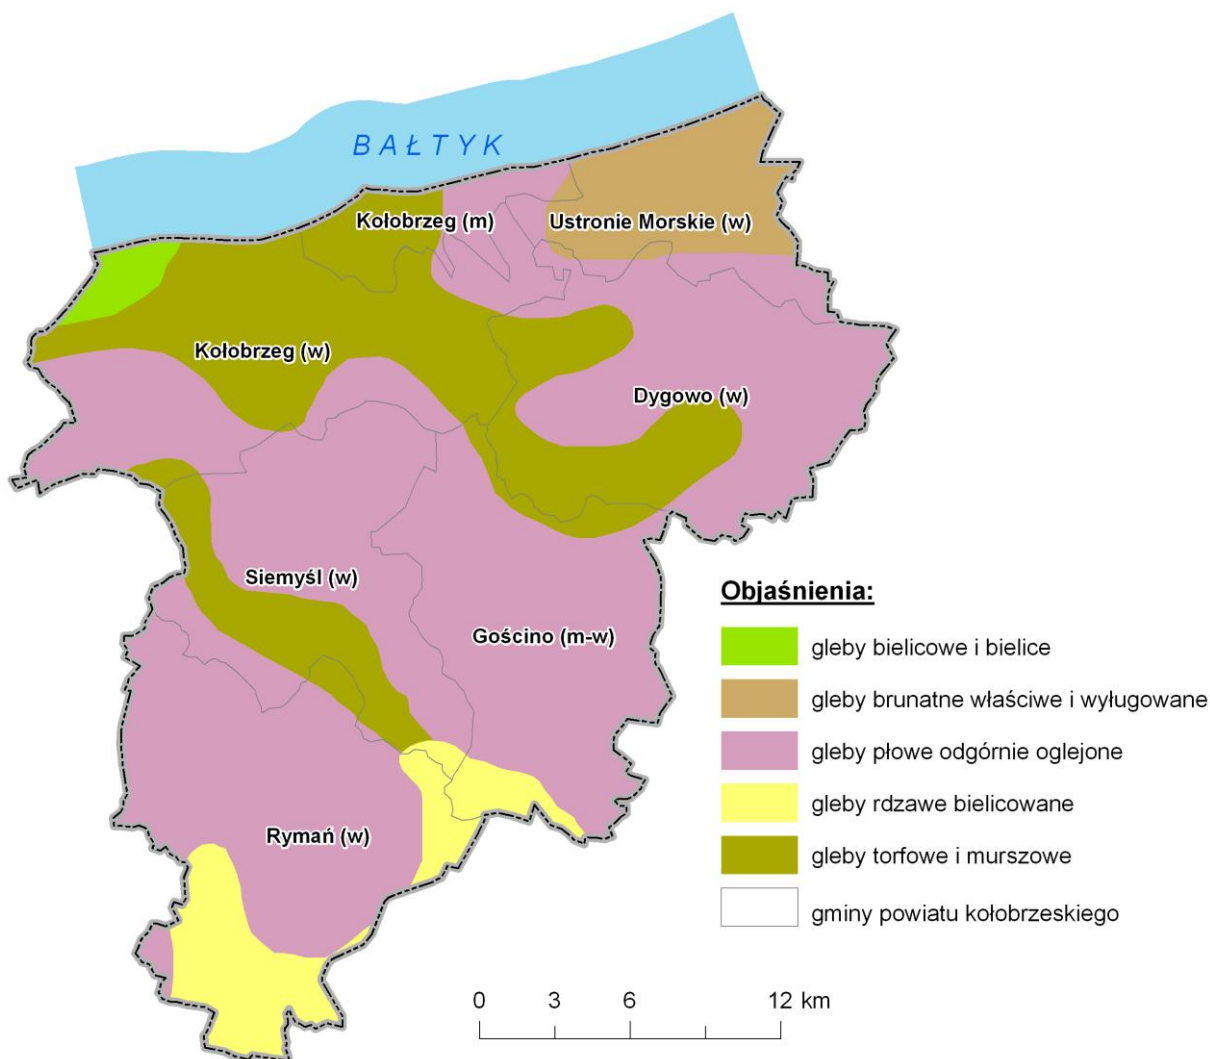 BAŁTYK
Kołobrzeg (m)
Ustronie Morskie (w)
Kołobrzeg (w)
Dygowo (w)
Siemyśl (w)
Gościno (m-w)
Rymań (w)
Objaśnienia:
gleby bielicowe i bielice
gleby brunatne właściwe i wyługowane
gleby płowe odgórnie oglejone
gleby rdzawe bielicowane
gleby torfowe i murszowe
gminy powiatu kołobrzeskiego
0 3 6 12 km